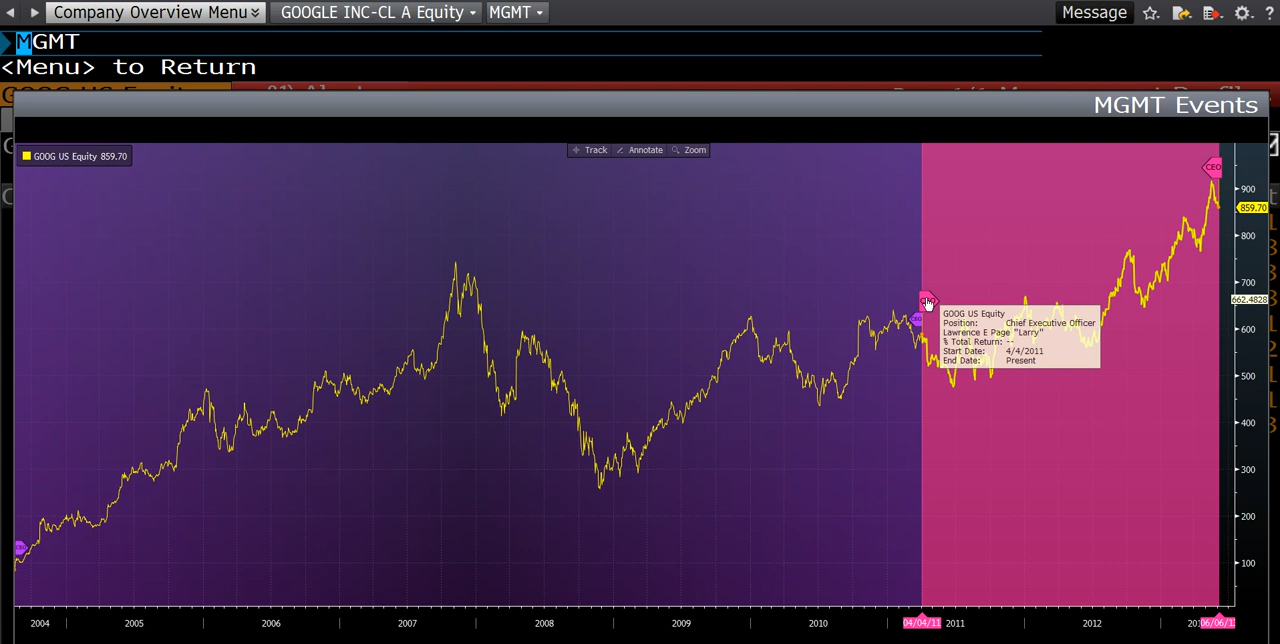 Company Overview Menu
GOOGLE INC-CL A Equity
MGMT
Message
?
MGMT
<Menu> to Return
MGMT Events
GOOG US Equity 859.70
Track
Annotate
Zoom
CEO
900
859.70
800
700
662.4828
600
500
400
300
200
100
CEO
GOOG US Equity
Position: Chief Executive Officer
Lawrence E Page "Larry"
% Total Return: --
Start Date: 4/4/2011
End Date: Present
2004
2005
2006
2007
2008
2009
2010
04/04/11
2011
2012